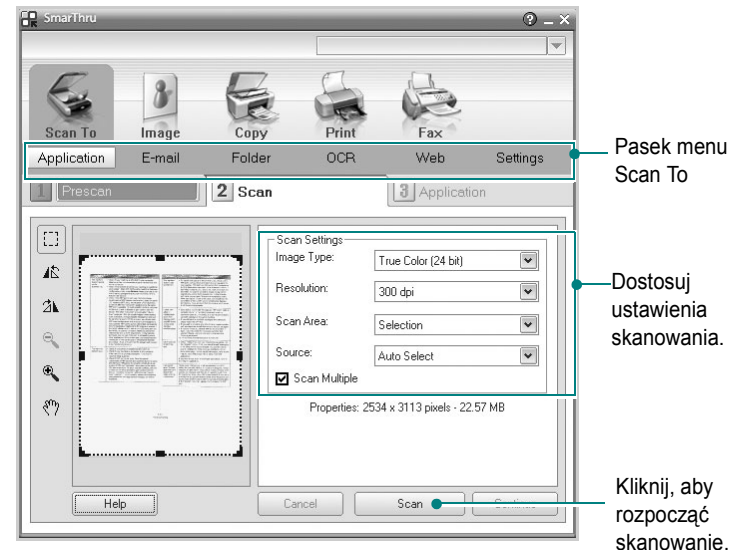 SmarThru
Scan To
Image
Copy
Print
Fax
Application
E-mail
Folder
OCR
Web
Settings
1 Prescan
2 Scan
3 Application
Scan Settings
Image Type:
True Color (24 bit)
Resolution:
300 dpi
Scan Area:
Selection
Source:
Auto Select
Scan Multiple
Properties: 2534 x 3113 pixels - 22.57 MB
Help
Cancel
Scan
Continue
Pasek menu
Scan To
Dostosuj
ustawienia
skanowania.
Kliknij, aby
rozpocząć
skanowanie.